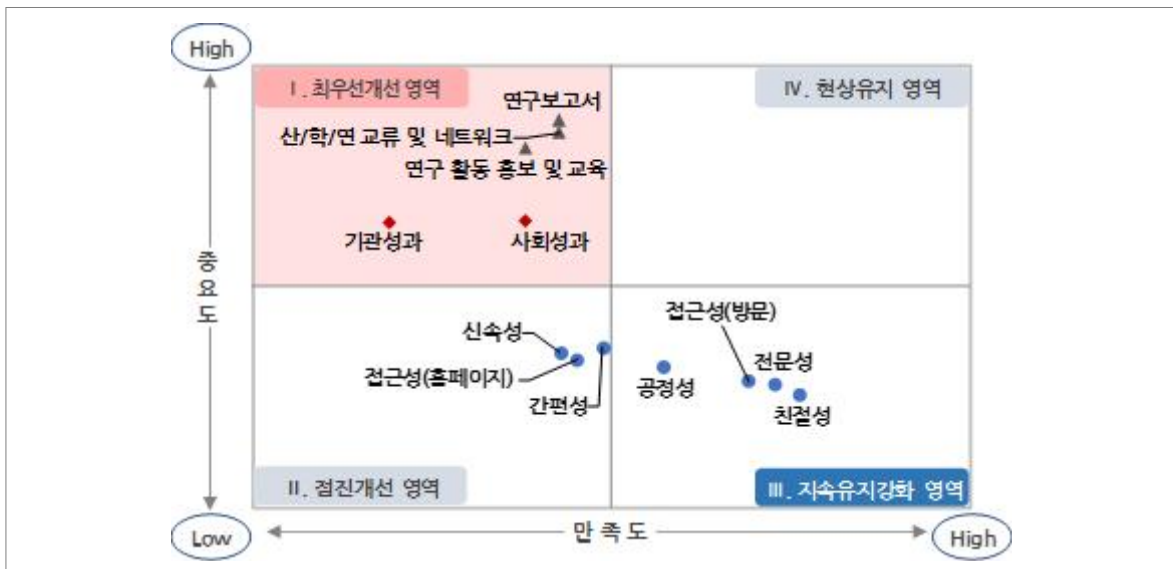 High
Ⅰ. 최우선개선 영역
Ⅳ. 현상유지 영역
연구보고서
산/학/연 교류 및 네트워크
연구 활동 홍보 및 교육
기관성과
사회성과
중요도
접근성(방문)
신속성
전문성
접근성(홈페이지)
공정성
간편성
친절성
Ⅱ. 점진개선 영역
Ⅲ. 지속유지강화 영역
Low
만족도
High